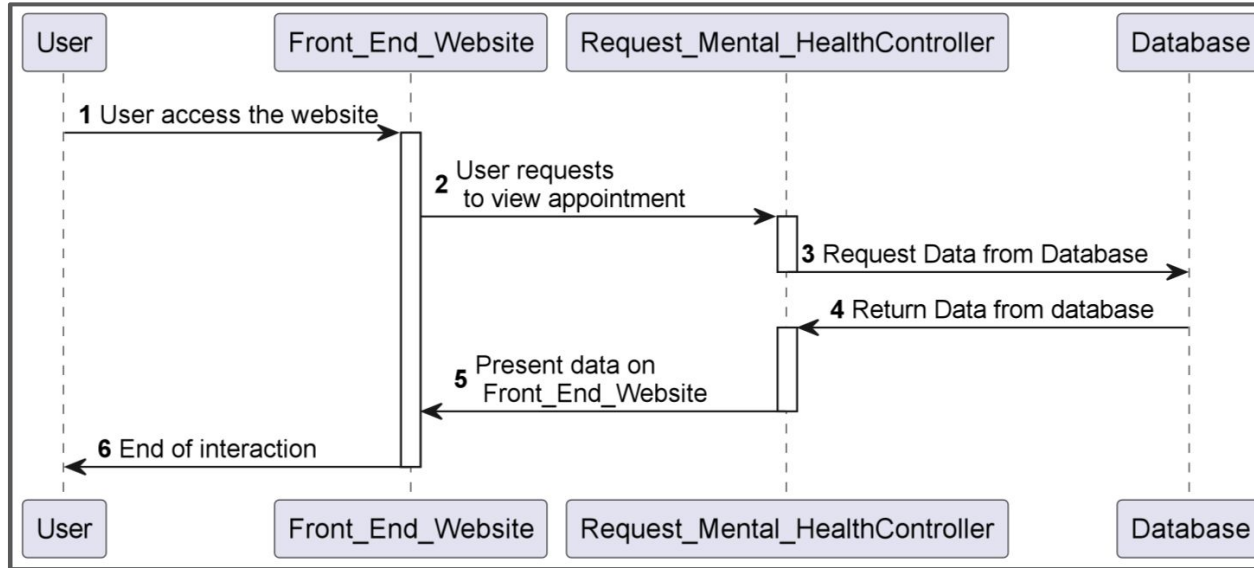 User
Front_End_Website
Request_Mental_HealthController
Database
1 User access the website
2 User requests
to view appointment
3 Request Data from Database
4 Return Data from database
5 Present data on
Front_End_Website
6 End of interaction
User
Front_End_Website
Request_Mental_HealthController
Database